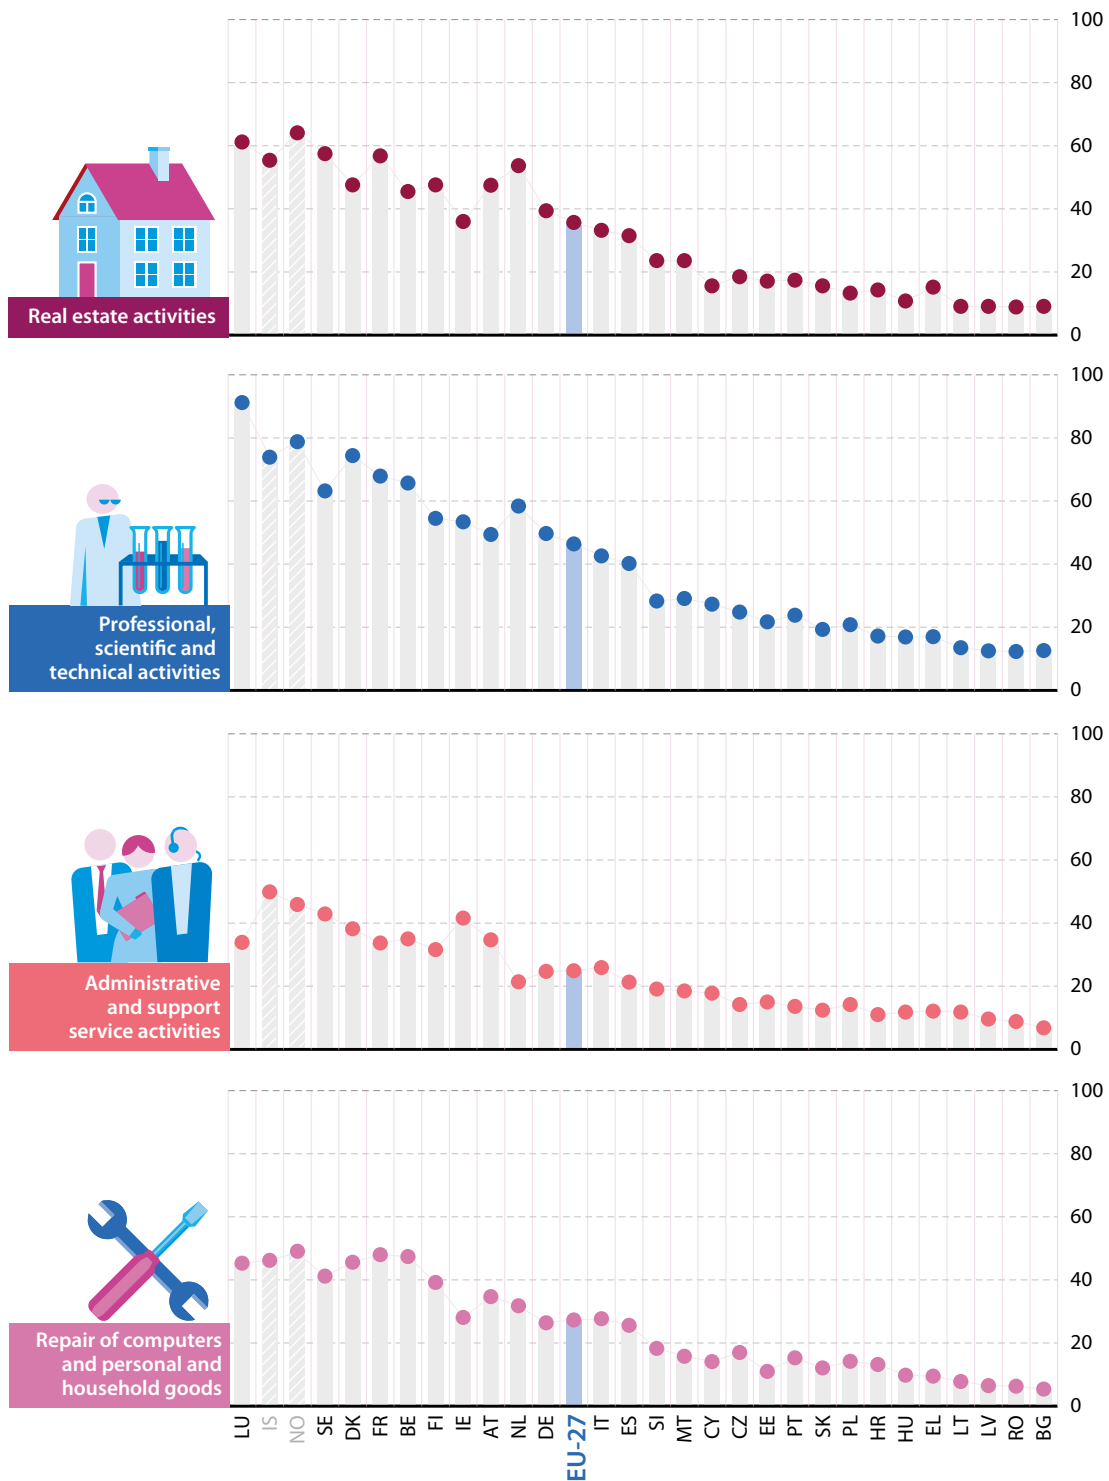 100
80
60
40
20
0
Real estate activities
100
80
60
40
20
0
Professional,
scientific and
technical activities
100
80
60
40
20
0
Administrative
and support
service activities
100
80
60
40
20
0
Repair of computers
and personal and
household goods
LU
IS
NO
SE
DK
FR
BE
FI
IE
AT
NL
DE
EU-27
IT
ES
SI
MT
CY
CZ
EE
PT
SK
PL
HR
HU
EL
LT
LV
RO
BG